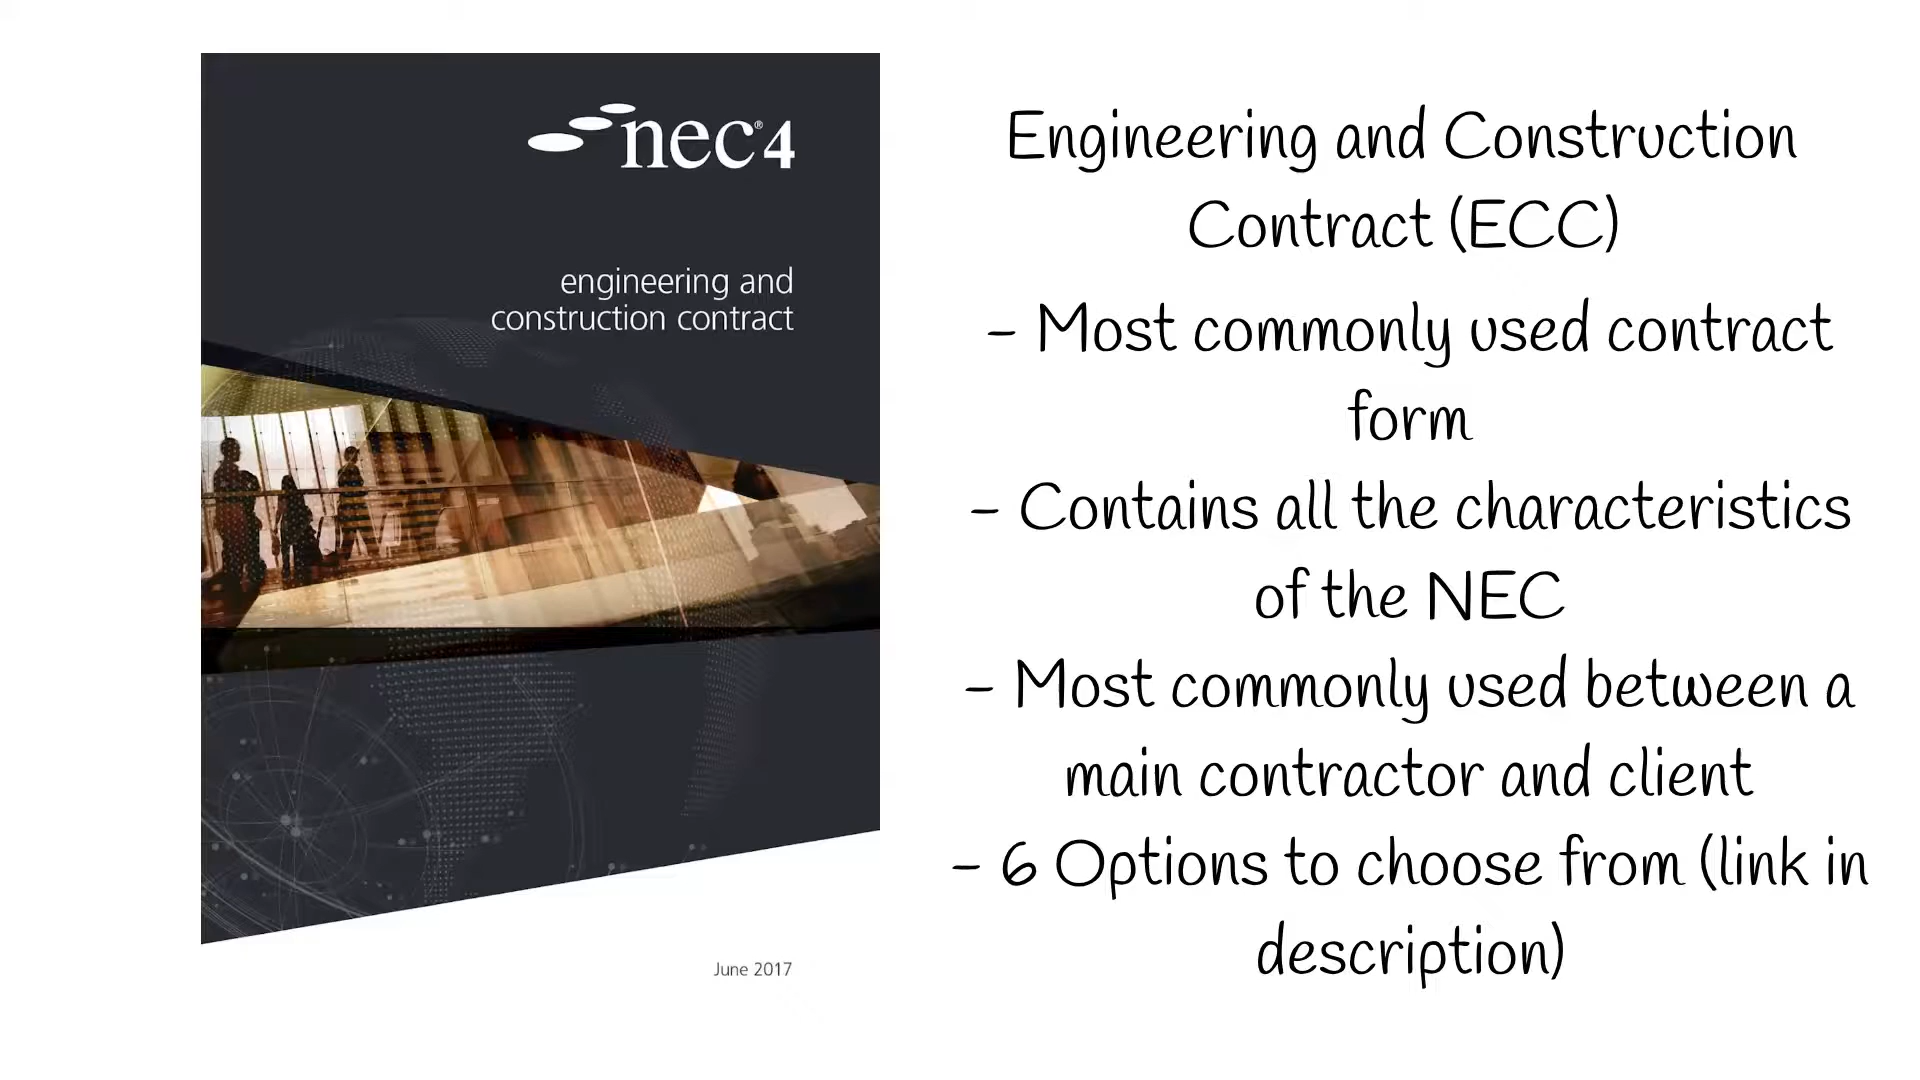 nec®4
engineering and
construction contract
June 2017
Engineering and Construction
Contract (ECC)
- Most commonly used contract
form
- Contains all the characteristics
of the NEC
- Most commonly used between a
main contractor and client
- 6 Options to choose from (link in
description)